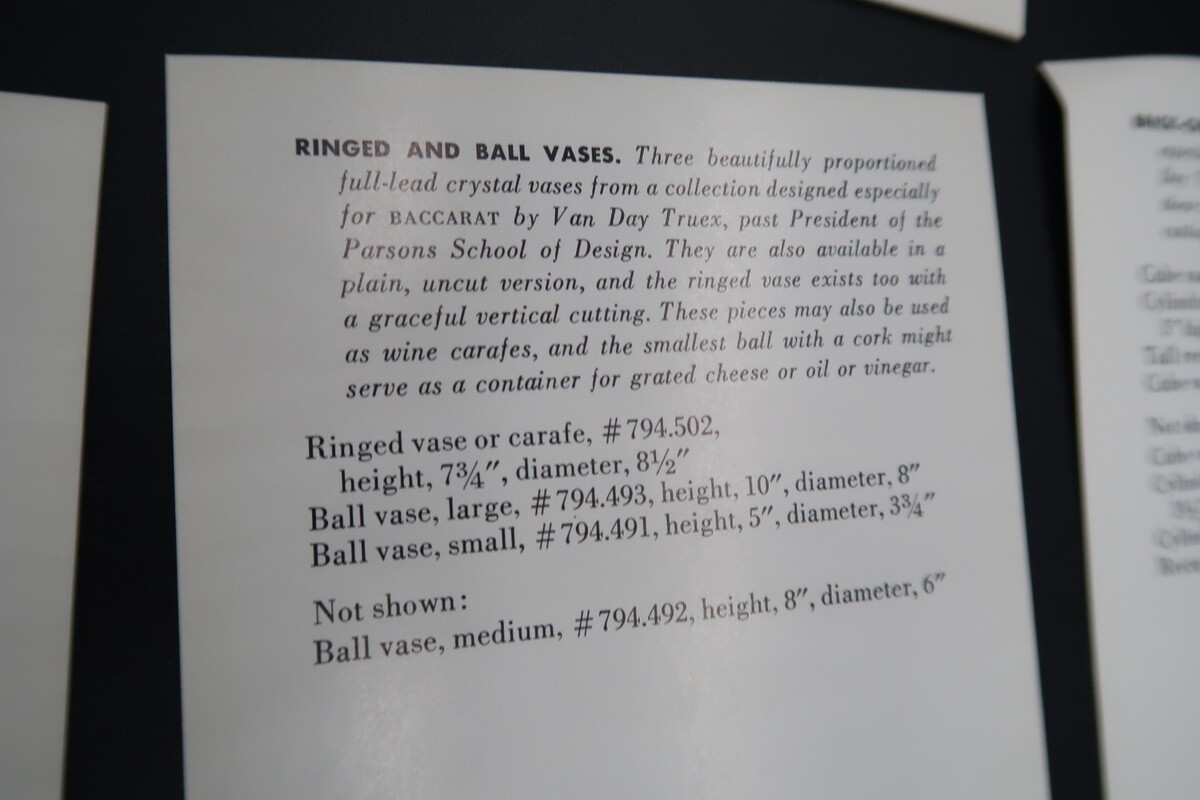 RINGED AND BALL VASES. Three beautifully proportioned
full-lead crystal vases from a collection designed especially
for BACCARAT by Van Day Truex, past President of the
Parsons School of Design. They are also available in a
plain, uncut version, and the ringed vase exists too with
a graceful vertical cutting. These pieces may also be used
as wine carafes, and the smallest ball with a cork might
serve as a container for grated cheese or oil or vinegar.
Ringed vase or carafe, #794.502,
height, 7¾″, diameter, 8½″
Ball vase, large, #794.493, height, 10″, diameter, 8″
Ball vase, small, #794.491, height, 5″, diameter, 3¾″
Not shown:
Ball vase, medium, #794.492, height, 8″, diameter, 6″